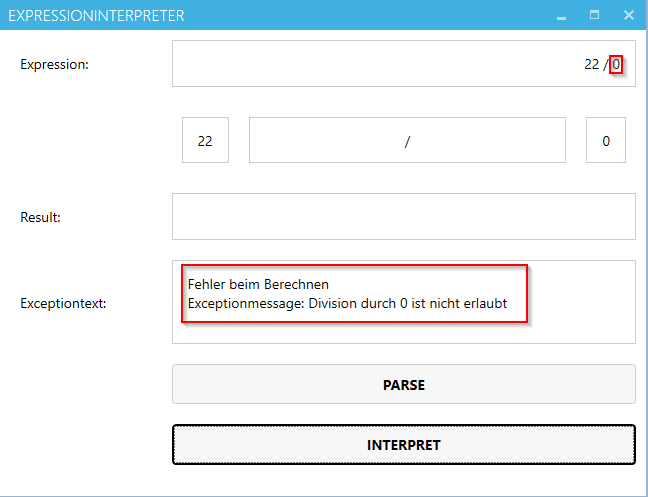 EXPRESSIONINTERPRETER
Expression:
22 / 0
22
/
0
Result:
Exceptiontext:
Fehler beim Berechnen
Exceptionmessage: Division durch 0 ist nicht erlaubt
PARSE
INTERPRET